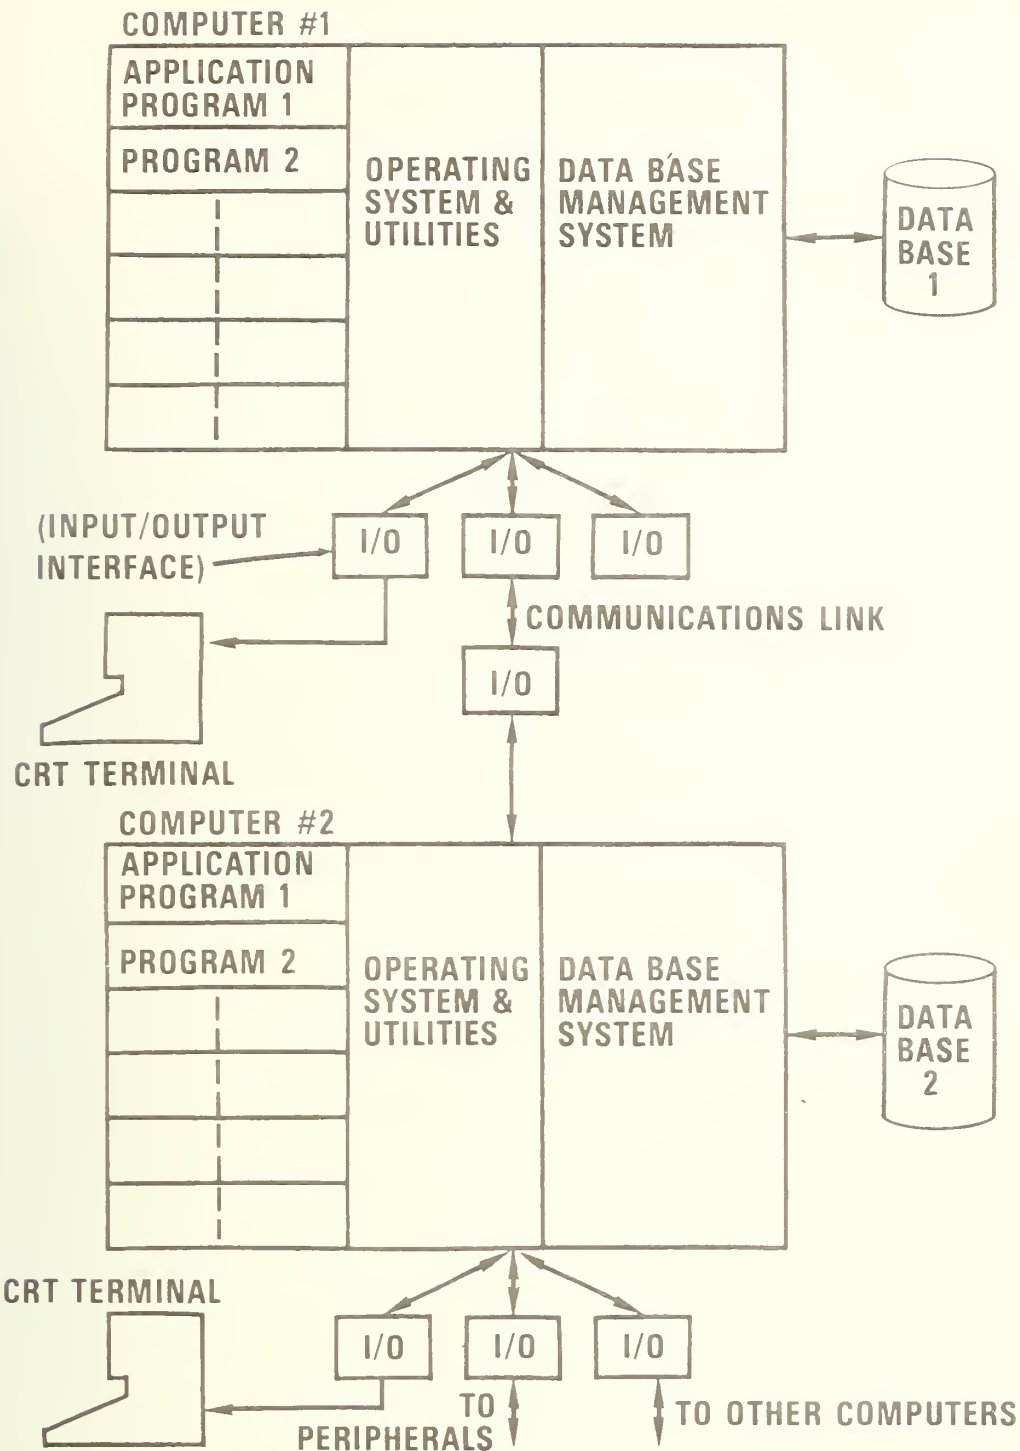 COMPUTER #1
APPLICATION
PROGRAM 1
PROGRAM 2
OPERATING
SYSTEM &
UTILITIES
DATA BASE
MANAGEMENT
SYSTEM
DATA
BASE
1
(INPUT/OUTPUT
INTERFACE)
I/O
I/O
I/O
COMMUNICATIONS LINK
I/O
CRT TERMINAL
COMPUTER #2
APPLICATION
PROGRAM 1
PROGRAM 2
OPERATING
SYSTEM &
UTILITIES
DATA BASE
MANAGEMENT
SYSTEM
DATA
BASE
2
CRT TERMINAL
I/O
I/O
I/O
TO
PERIPHERALS
TO OTHER COMPUTERS